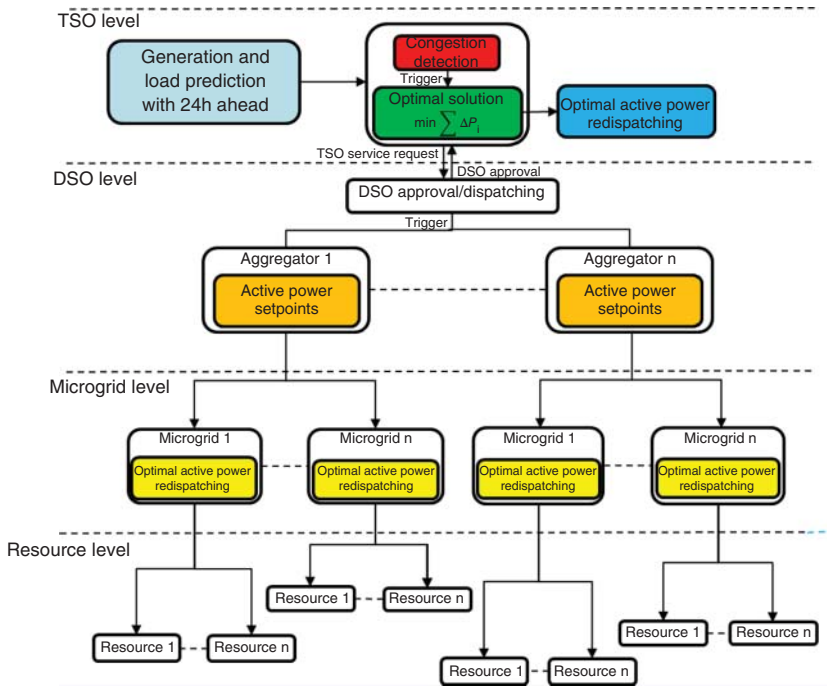 TSO level
Generation and
load prediction
with 24h ahead
Congestion
detection
Trigger
Optimal solution
min ∑ ΔPi
Optimal active power
redispatching
TSO service request
DSO approval
DSO level
DSO approval/dispatching
Trigger
Aggregator 1
Active power
setpoints
Aggregator n
Active power
setpoints
Microgrid level
Microgrid 1
Optimal active power
redispatching
Microgrid n
Optimal active power
redispatching
Microgrid 1
Optimal active power
redispatching
Microgrid n
Optimal active power
redispatching
Resource level
Resource 1
Resource n
Resource 1
Resource n
Resource 1
Resource n
Resource 1
Resource n